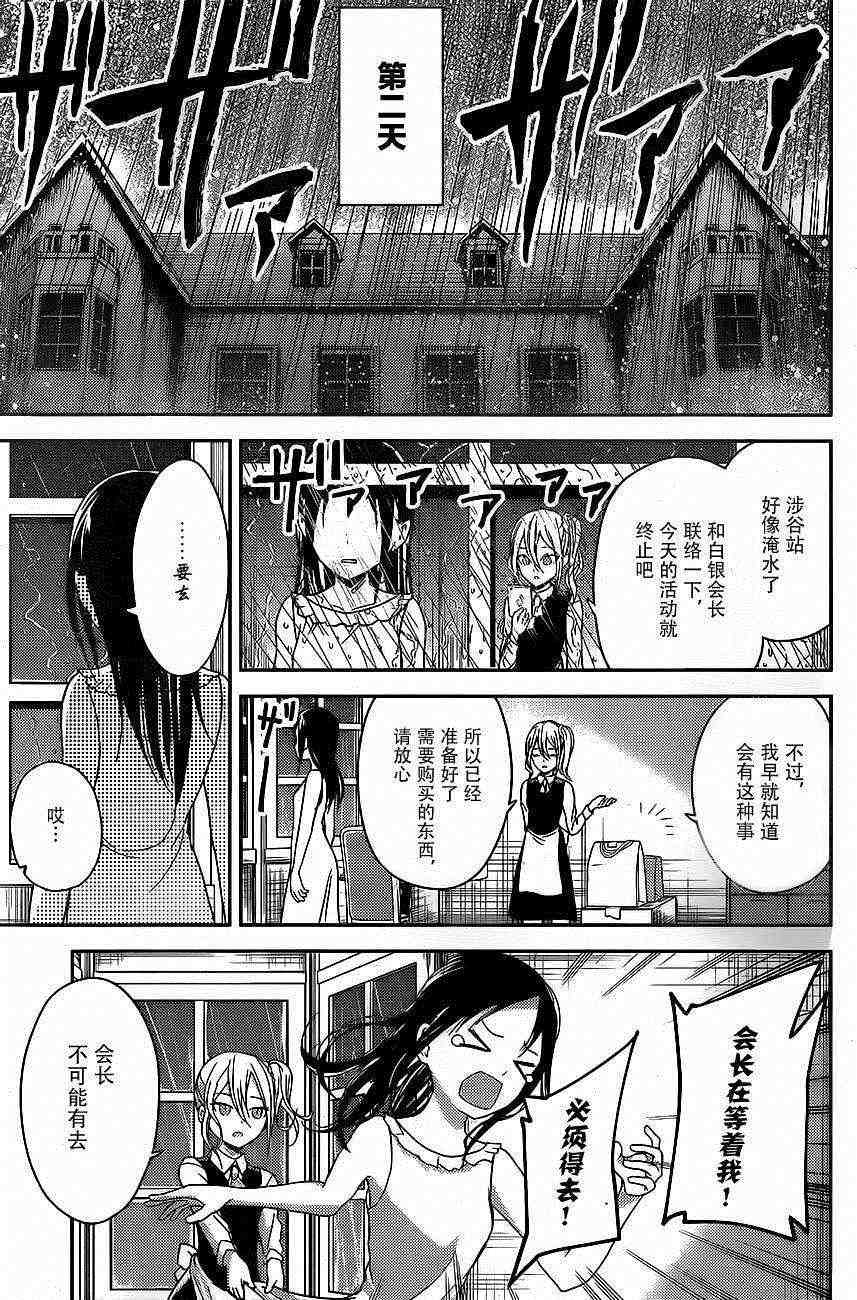 第二天
ザァァ
ザァァ
涉谷站
好像淹水了
和白银会长
联络一下，
今天的活动就
终止吧
ザァァァァ
……要去
不过，
我早就知道
会有这种事
所以已经
准备好了
需要购买的东西，
请放心
ザッ
哎…
会长在等着我！
必须得去！
会长
不可能有去